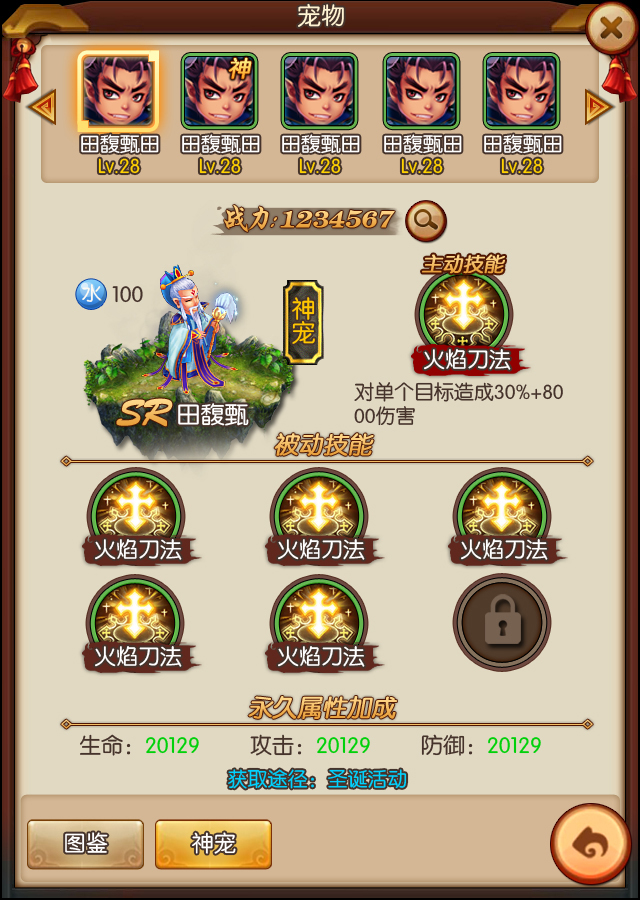 宠物
神
田馥甄田
田馥甄田
田馥甄田
田馥甄田
田馥甄田
Lv.28
Lv.28
Lv.28
Lv.28
Lv.28
战力:1234567
主动技能
水 100
神宠
火焰刀法
对单个目标造成30%+80
00伤害
SR 田馥甄
被动技能
火焰刀法
火焰刀法
火焰刀法
火焰刀法
火焰刀法
永久属性加成
生命：20129
攻击：20129
防御：20129
获取途径：圣诞活动
图鉴
神宠